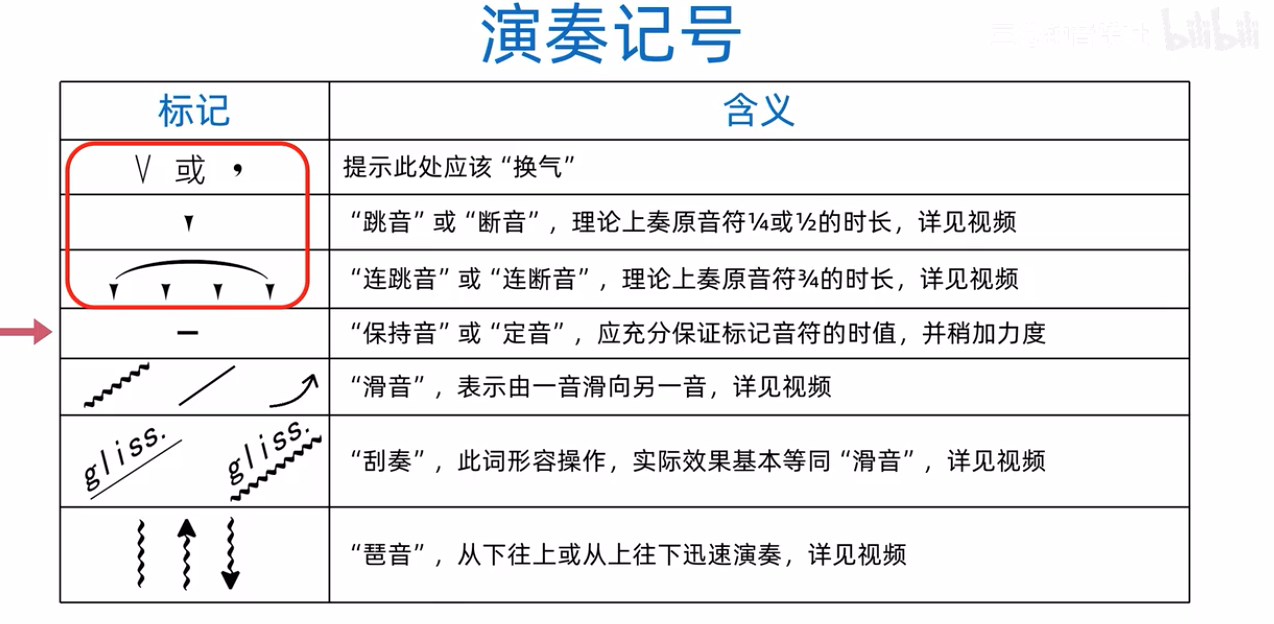 演奏记号
bilibili
标记 含义
V 或 , 提示此处应该“换气”
“跳音”或“断音”，理论上奏原音符¼或½的时长，详见视频
“连跳音”或“连断音”，理论上奏原音符¾的时长，详见视频
“保持音”或“定音”，应充分保证标记音符的时值，并稍加力度
“滑音”，表示由一音滑向另一音，详见视频
gliss. gliss. “刮奏”，此词形容操作，实际效果基本等同“滑音”，详见视频
“琶音”，从下往上或从上往下迅速演奏，详见视频